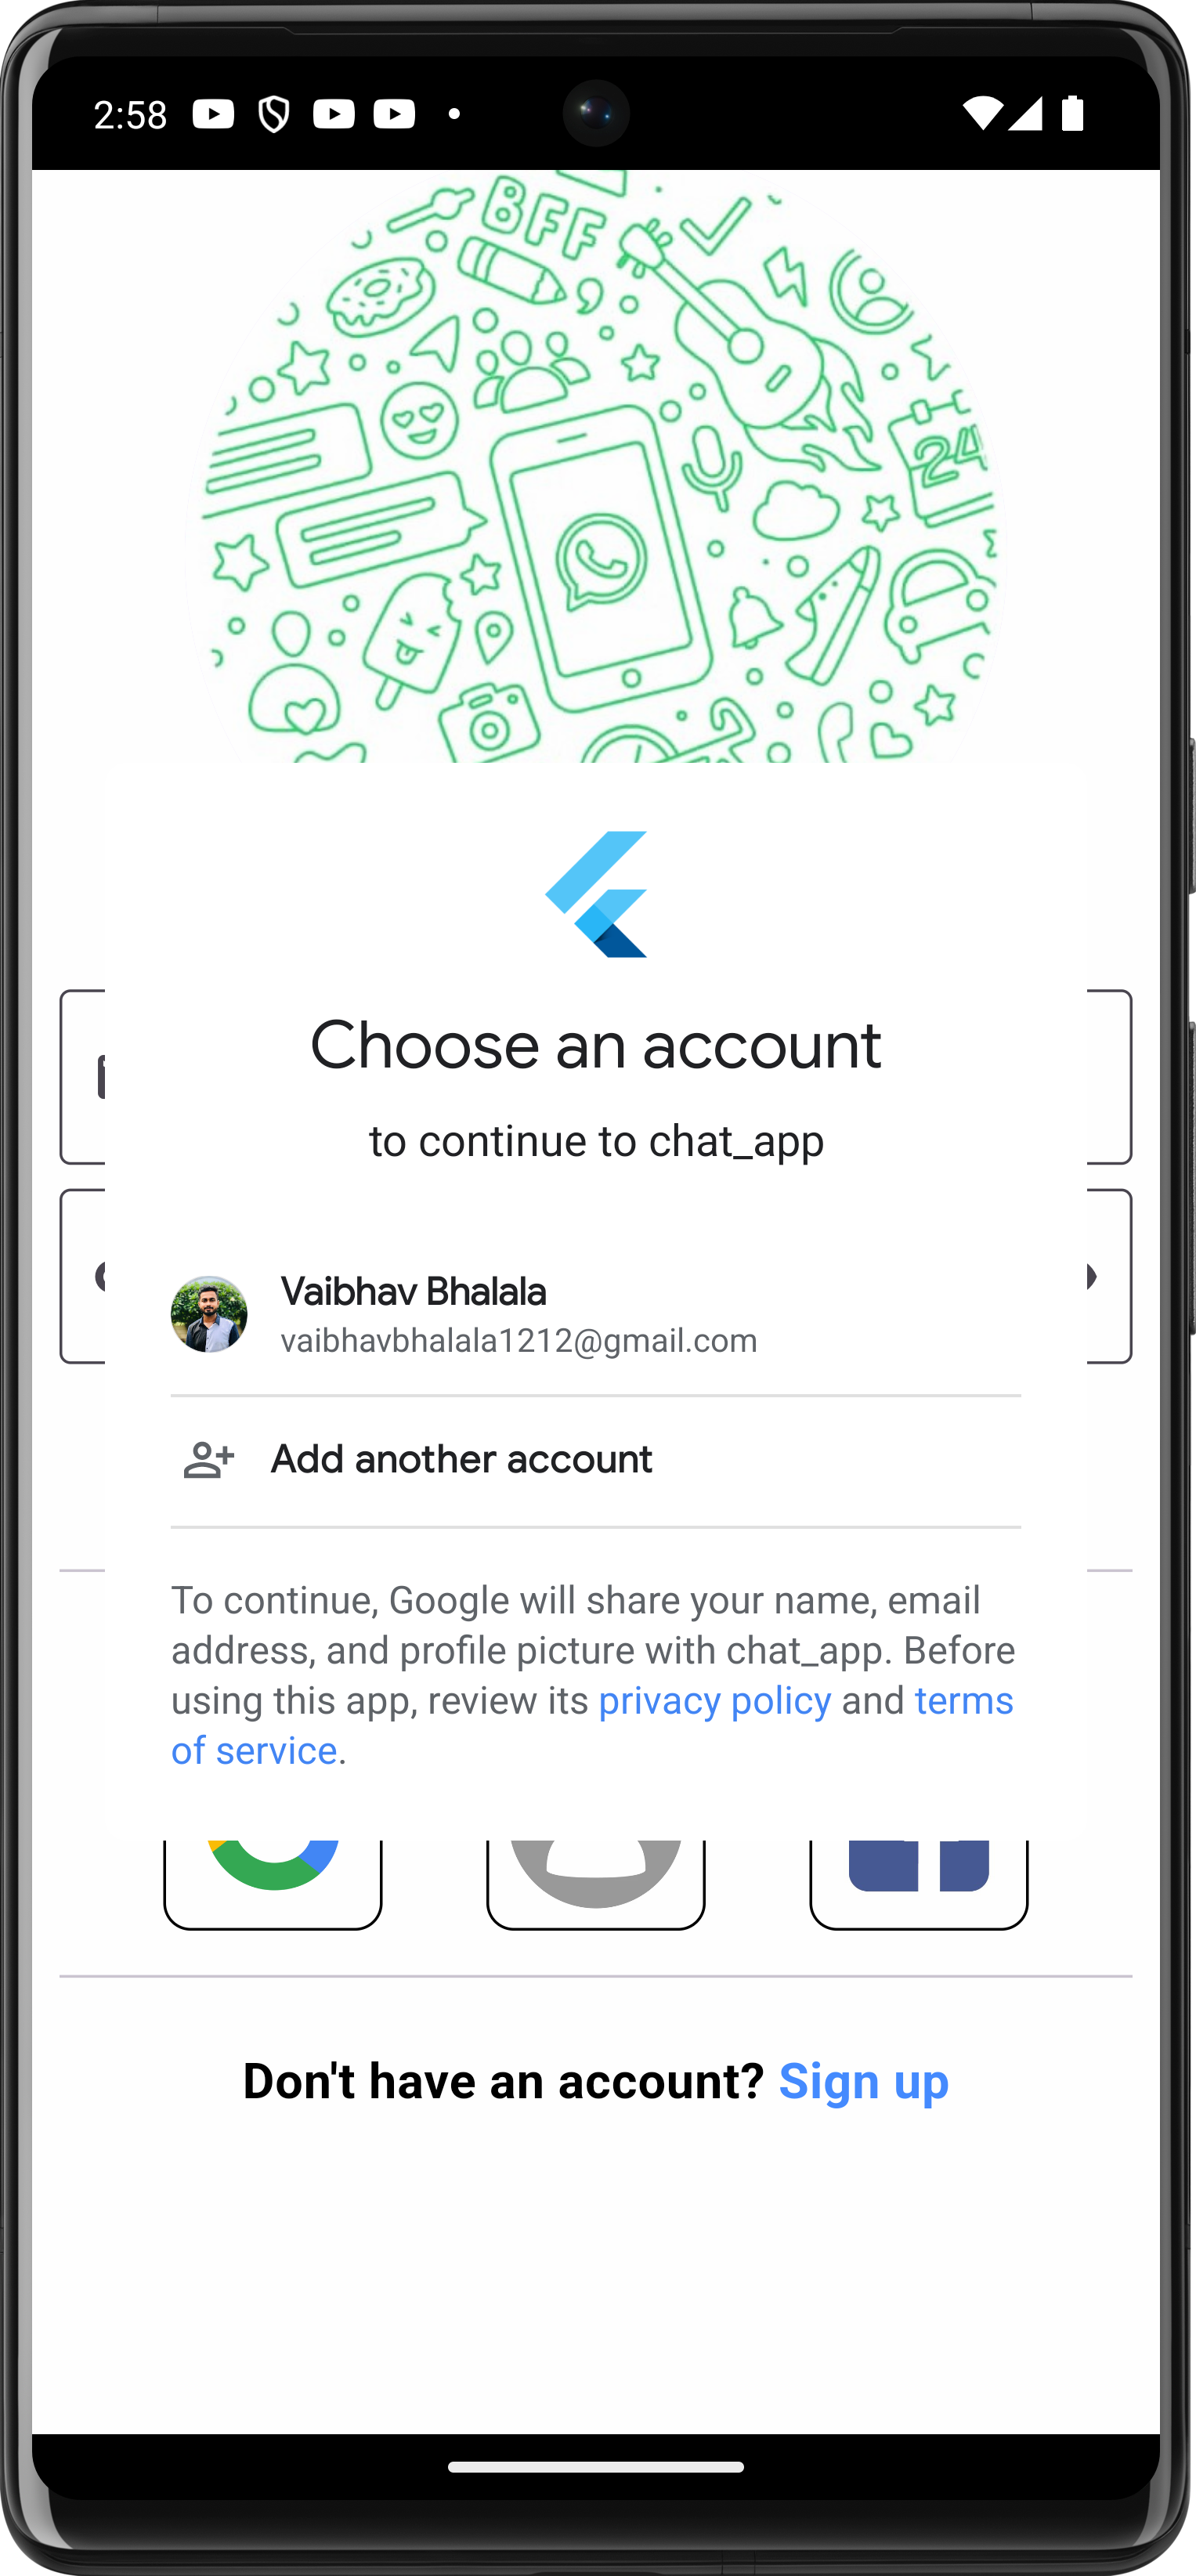 2:58
BFF
24
Choose an account
to continue to chat_app
Vaibhav Bhalala
vaibhavbhalala1212@gmail.com
Add another account
To continue, Google will share your name, email
address, and profile picture with chat_app. Before
using this app, review its privacy policy and terms
of service.
Don't have an account? Sign up